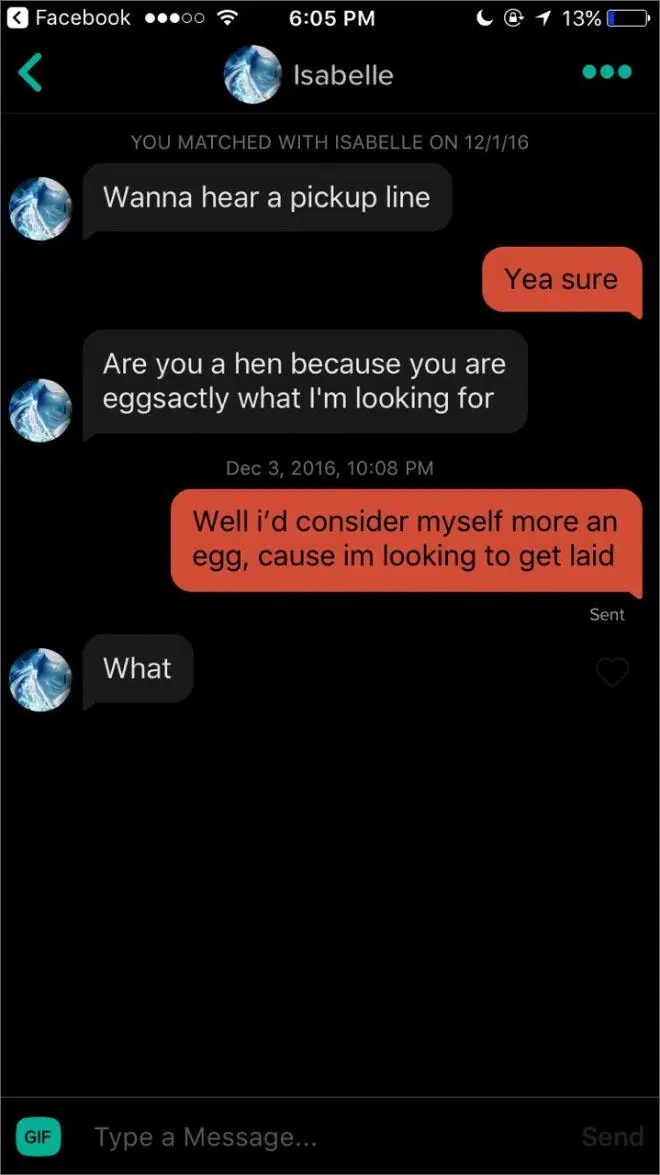 Facebook 6:05 PM 13%
Isabelle
YOU MATCHED WITH ISABELLE ON 12/1/16
Wanna hear a pickup line
Yea sure
Are you a hen because you are
eggsactly what I'm looking for
Dec 3, 2016, 10:08 PM
Well i’d consider myself more an
egg, cause im looking to get laid
Sent
What
GIF Type a Message... Send